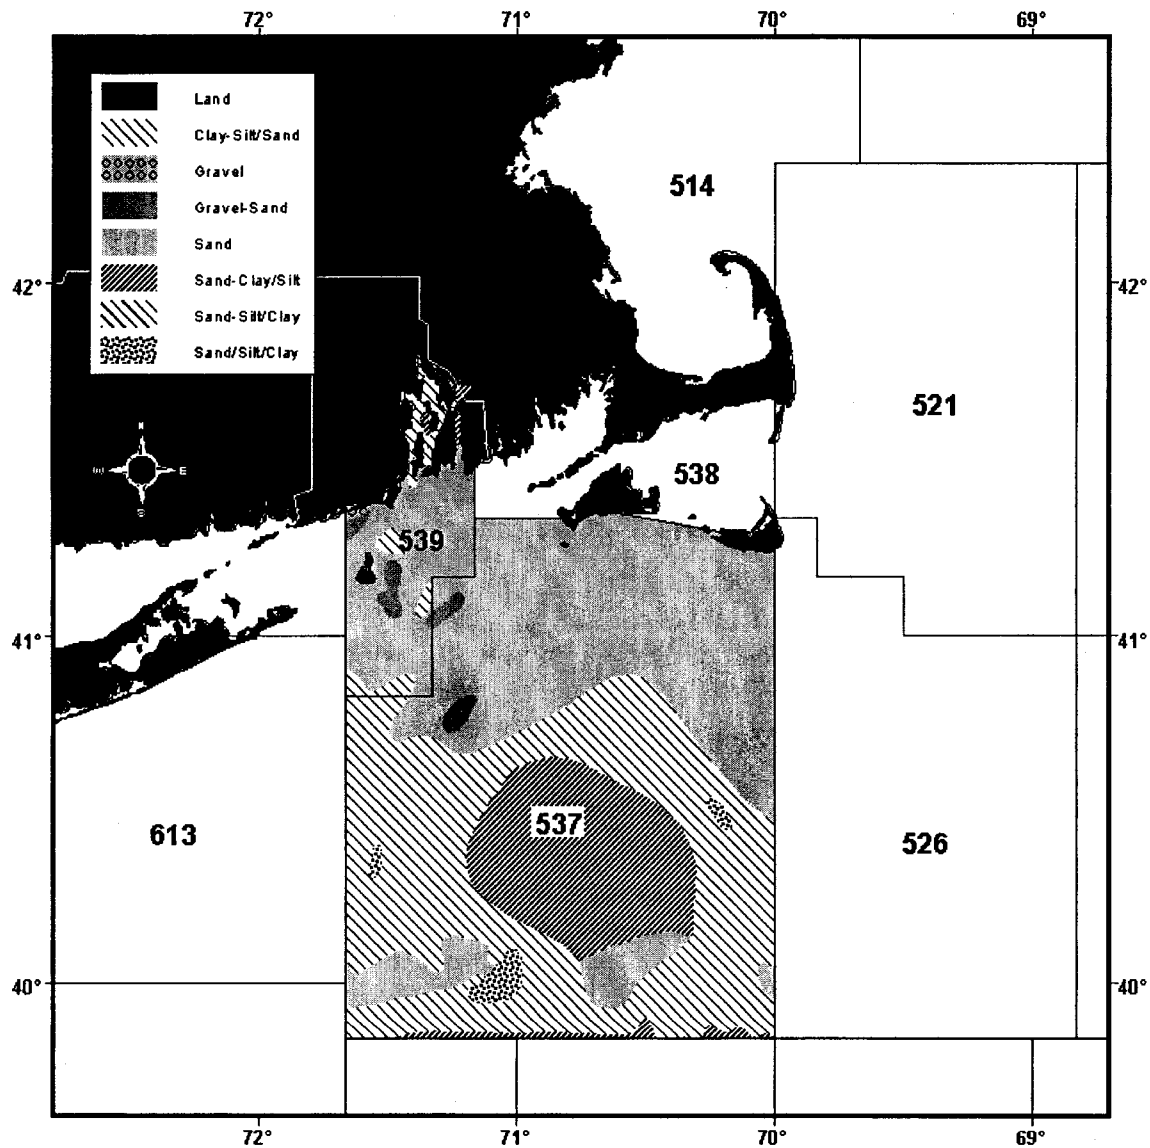 72° 71° 70° 69°
Land
Clay-Silt/Sand
Gravel
Gravel-Sand
Sand
Sand-Clay/Silt
Sand-Silt/Clay
Sand/Silt/Clay
514
42° 42°
521
538
N
W E
S
539
41° 41°
537
613
526
40° 40°
72° 71° 70° 69°